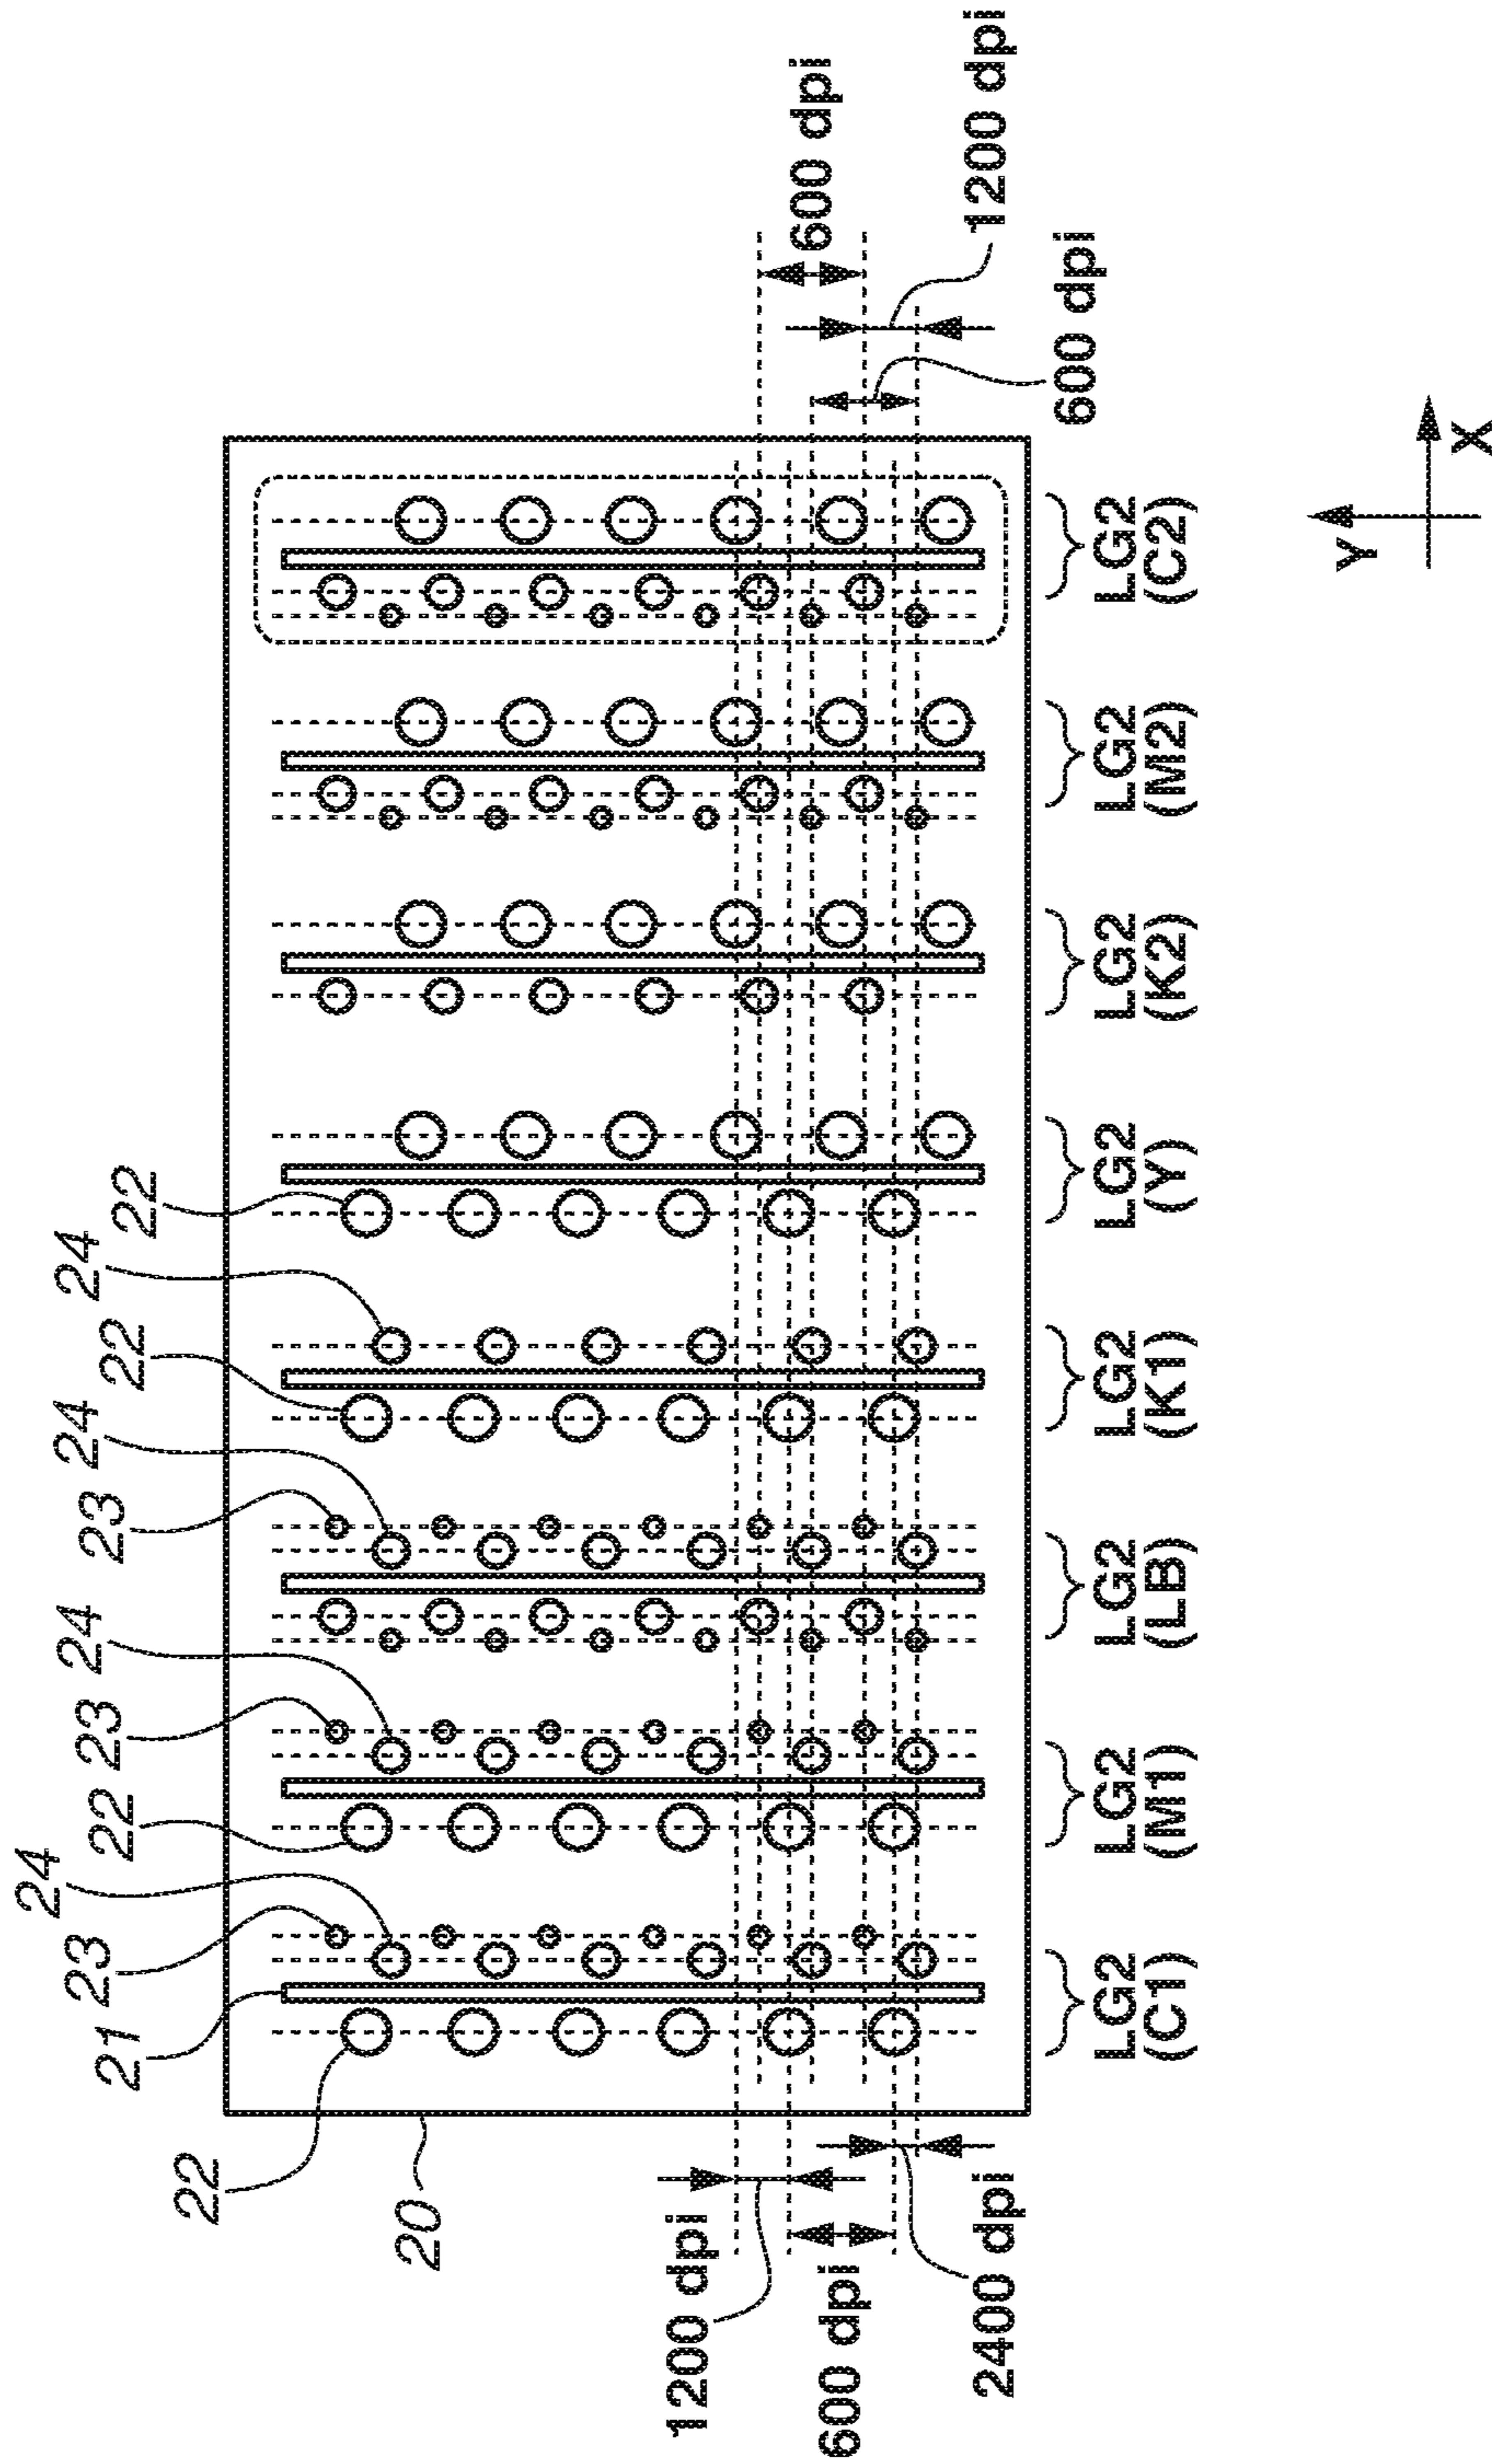 22
21
23
24
22
23
24
23
24
22
24
22
20
1200 dpi
600 dpi
2400 dpi
600 dpi
1200 dpi
600 dpi
LG2
(C1)
LG2
(M1)
LG2
(LB)
LG2
(K1)
LG2
(Y)
LG2
(K2)
LG2
(M2)
LG2
(C2)
Y
X